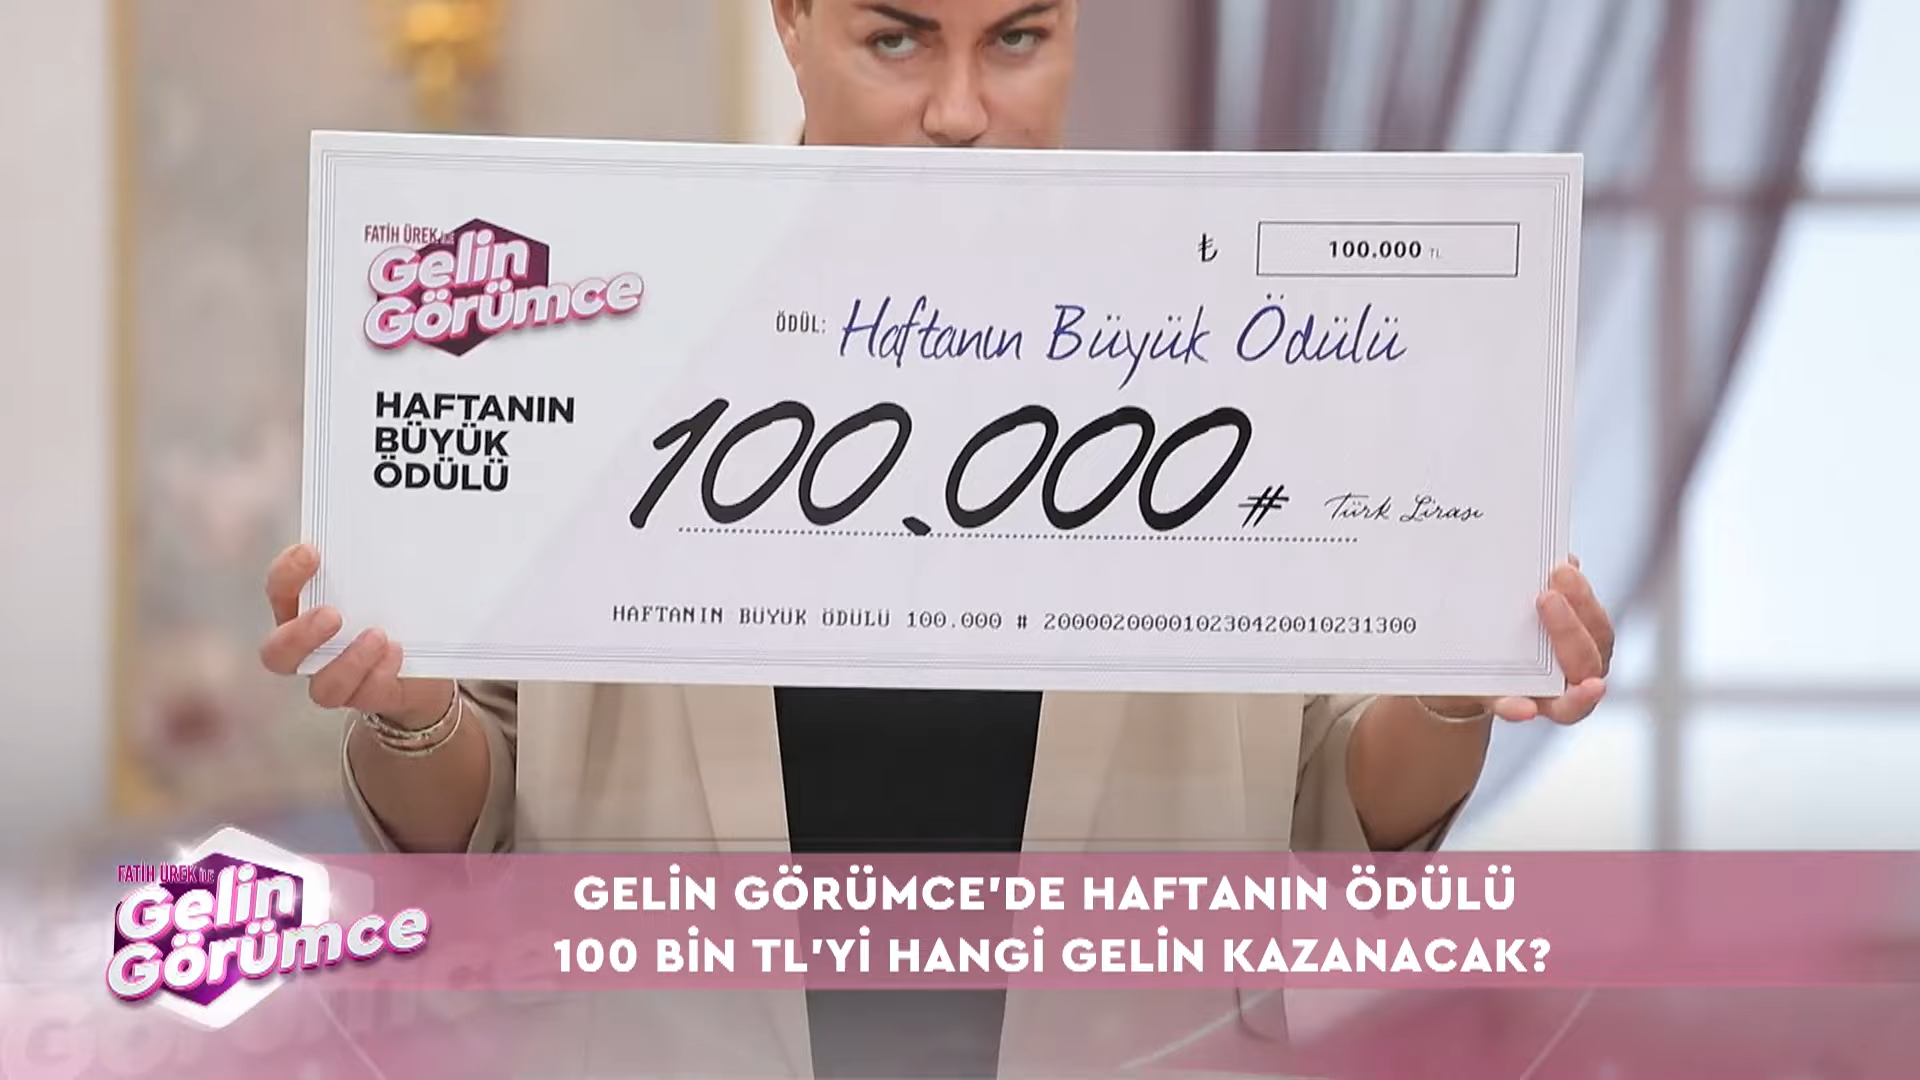 FATİH ÜREK İLE
Gelin
Görümce
HAFTANIN
BÜYÜK
ÖDÜLÜ
₺ 100.000 TL
ÖDÜL: Haftanın Büyük Ödülü
100.000 # Türk Lirası
HAFTANIN BÜYÜK ÖDÜLÜ 100.000 # 200002000010230420010231300
FATİH ÜREK İLE
Gelin
Görümce
GELİN GÖRÜMCE'DE HAFTANIN ÖDÜLÜ
100 BİN TL'Yİ HANGİ GELİN KAZANACAK?